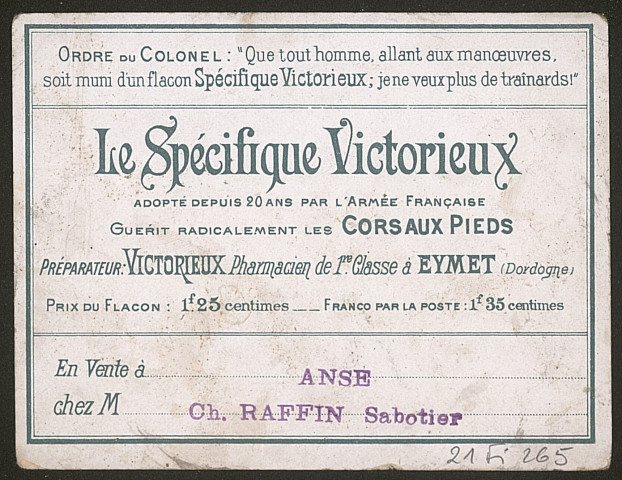 ORDRE DU COLONEL : "Que tout homme, allant aux manœuvres,
soit muni d'un flacon Spécifique Victorieux ; je ne veux plus de traînards !"
Le Spécifique Victorieux
ADOPTÉ DEPUIS 20 ANS PAR L'ARMÉE FRANÇAISE
GUÉRIT RADICALEMENT LES CORS AUX PIEDS
PRÉPARATEUR: VICTORIEUX Pharmacien de 1re Classe à EYMET (Dordogne)
PRIX DU FLACON : 1f.25 centimes __ __ FRANCO PAR LA POSTE : 1f 35 centimes
En Vente à ANSE
chez M Ch. RAFFIN Sabotier
21 Fi 265